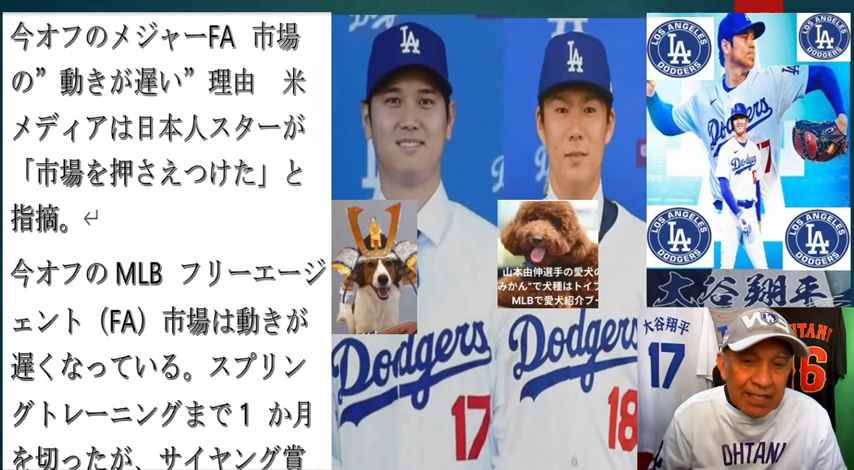 今オフのメジャーFA 市場
の”動きが遅い”理由 米
メディアは日本人スターが
「市場を押さえつけた」と
指摘。
今オフの MLB フリーエージ
ェント（FA）市場は動きが
遅くなっている。スプリン
グトレーニングまで 1 か月
を切ったが、サイヤング賞
LA
LA
山本由伸選手の愛犬の
みかん”で犬種はトイプ
MLBで愛犬紹介ブー
Dodgers
17
Dodgers
18
LOS ANGELES
LA
DODGERS
LOS ANGELES
LA
DODGERS
Dodgers
17
Dodgers
LOS ANGELES
LA
DODGERS
LOS ANGELES
LA
DODGERS
大谷翔平
大谷翔平
17
OHTANI
16
OHTANI